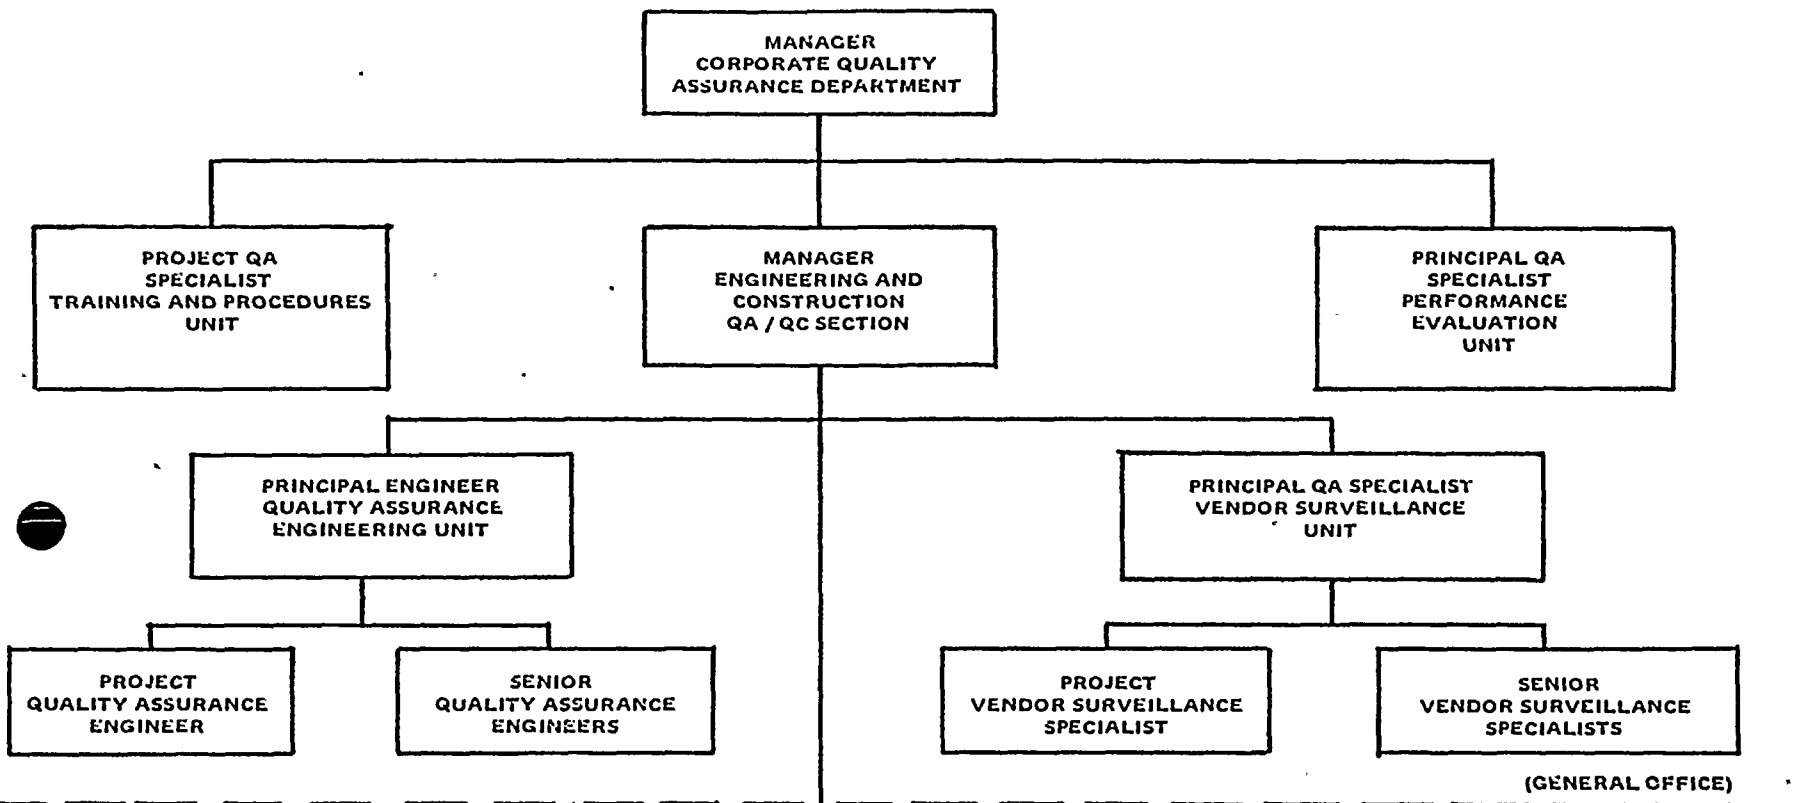 MANAGER
CORPORATE QUALITY
ASSURANCE DEPARTMENT
PROJECT QA
SPECIALIST
TRAINING AND PROCEDURES
UNIT
MANAGER
ENGINEERING AND
CONSTRUCTION
QA / QC SECTION
PRINCIPAL QA
SPECIALIST
PERFORMANCE
EVALUATION
UNIT
PRINCIPAL ENGINEER
QUALITY ASSURANCE
ENGINEERING UNIT
PRINCIPAL QA SPECIALIST
VENDOR SURVEILLANCE
UNIT
PROJECT
QUALITY ASSURANCE
ENGINEER
SENIOR
QUALITY ASSURANCE
ENGINEERS
PROJECT
VENDOR SURVEILLANCE
SPECIALIST
SENIOR
VENDOR SURVEILLANCE
SPECIALISTS
(GENERAL OFFICE)